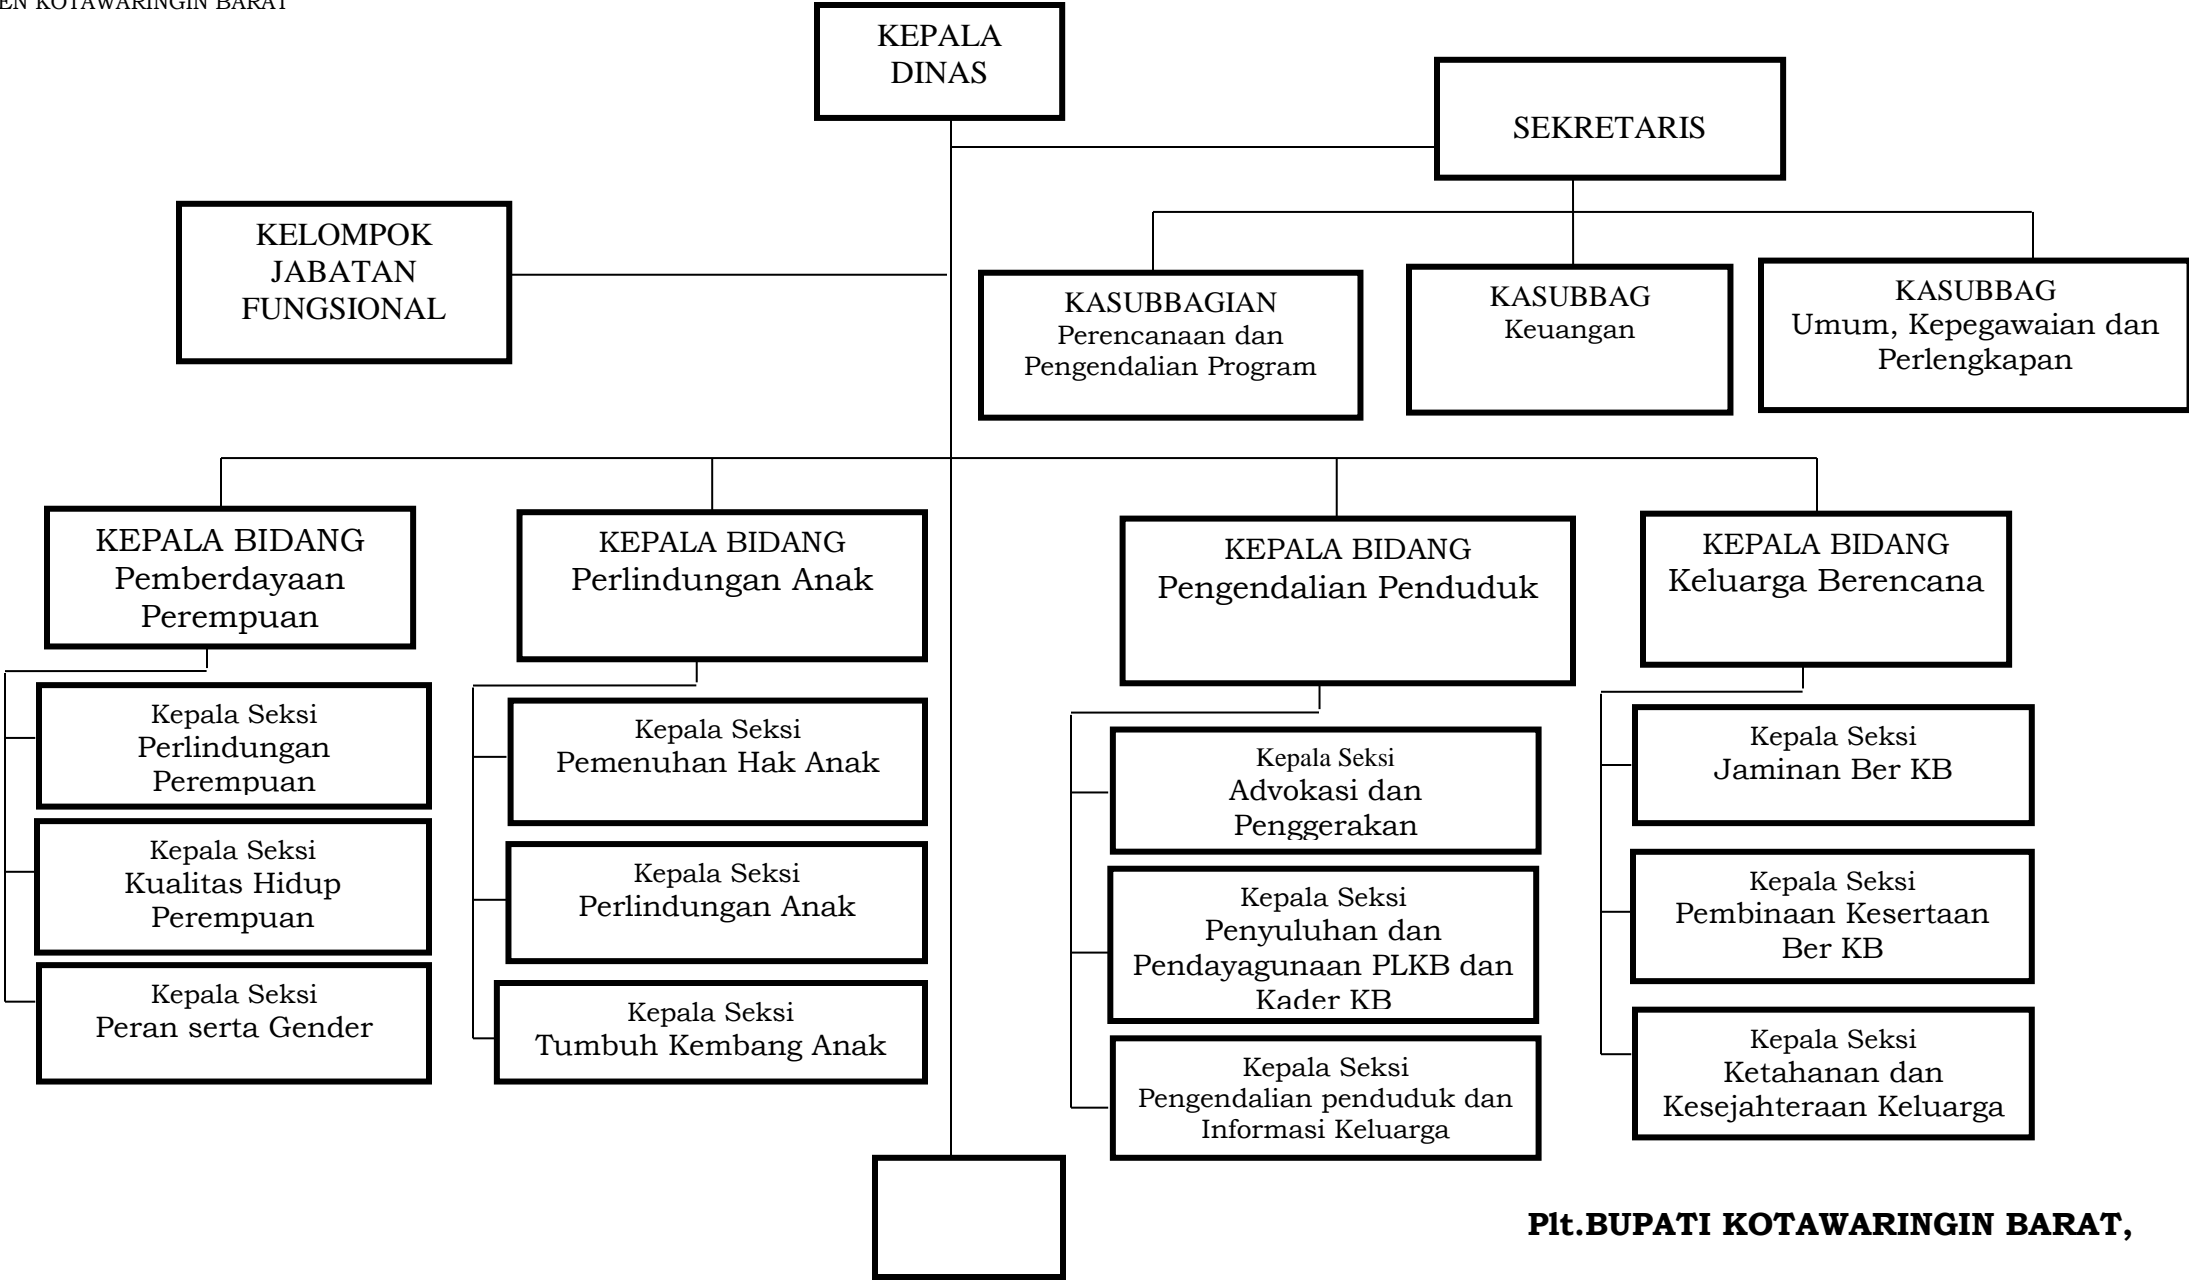 KOTAWARINGIN BARAT
KEPALA
DINAS
SEKRETARIS
KELOMPOK
JABATAN
FUNGSIONAL
KASUBBAGIAN
Perencanaan dan
Pengendalian Program
KASUBBAG
Keuangan
KASUBBAG
Umum, Kepegawaian dan
Perlengkapan
KEPALA BIDANG
Pemberdayaan
Perempuan
Kepala Seksi
Perlindungan
Perempuan
Kepala Seksi
Kualitas Hidup
Perempuan
Kepala Seksi
Peran serta Gender
KEPALA BIDANG
Perlindungan Anak
Kepala Seksi
Pemenuhan Hak Anak
Kepala Seksi
Perlindungan Anak
Kepala Seksi
Tumbuh Kembang Anak
KEPALA BIDANG
Pengendalian Penduduk
Kepala Seksi
Advokasi dan
Penggerakan
Kepala Seksi
Penyuluhan dan
Pendayagunaan PLKB dan
Kader KB
Kepala Seksi
Pengendalian penduduk dan
Informasi Keluarga
KEPALA BIDANG
Keluarga Berencana
Kepala Seksi
Jaminan Ber KB
Kepala Seksi
Pembinaan Kesertaan
Ber KB
Kepala Seksi
Ketahanan dan
Kesejahteraan Keluarga
Plt.BUPATI KOTAWARINGIN BARAT,